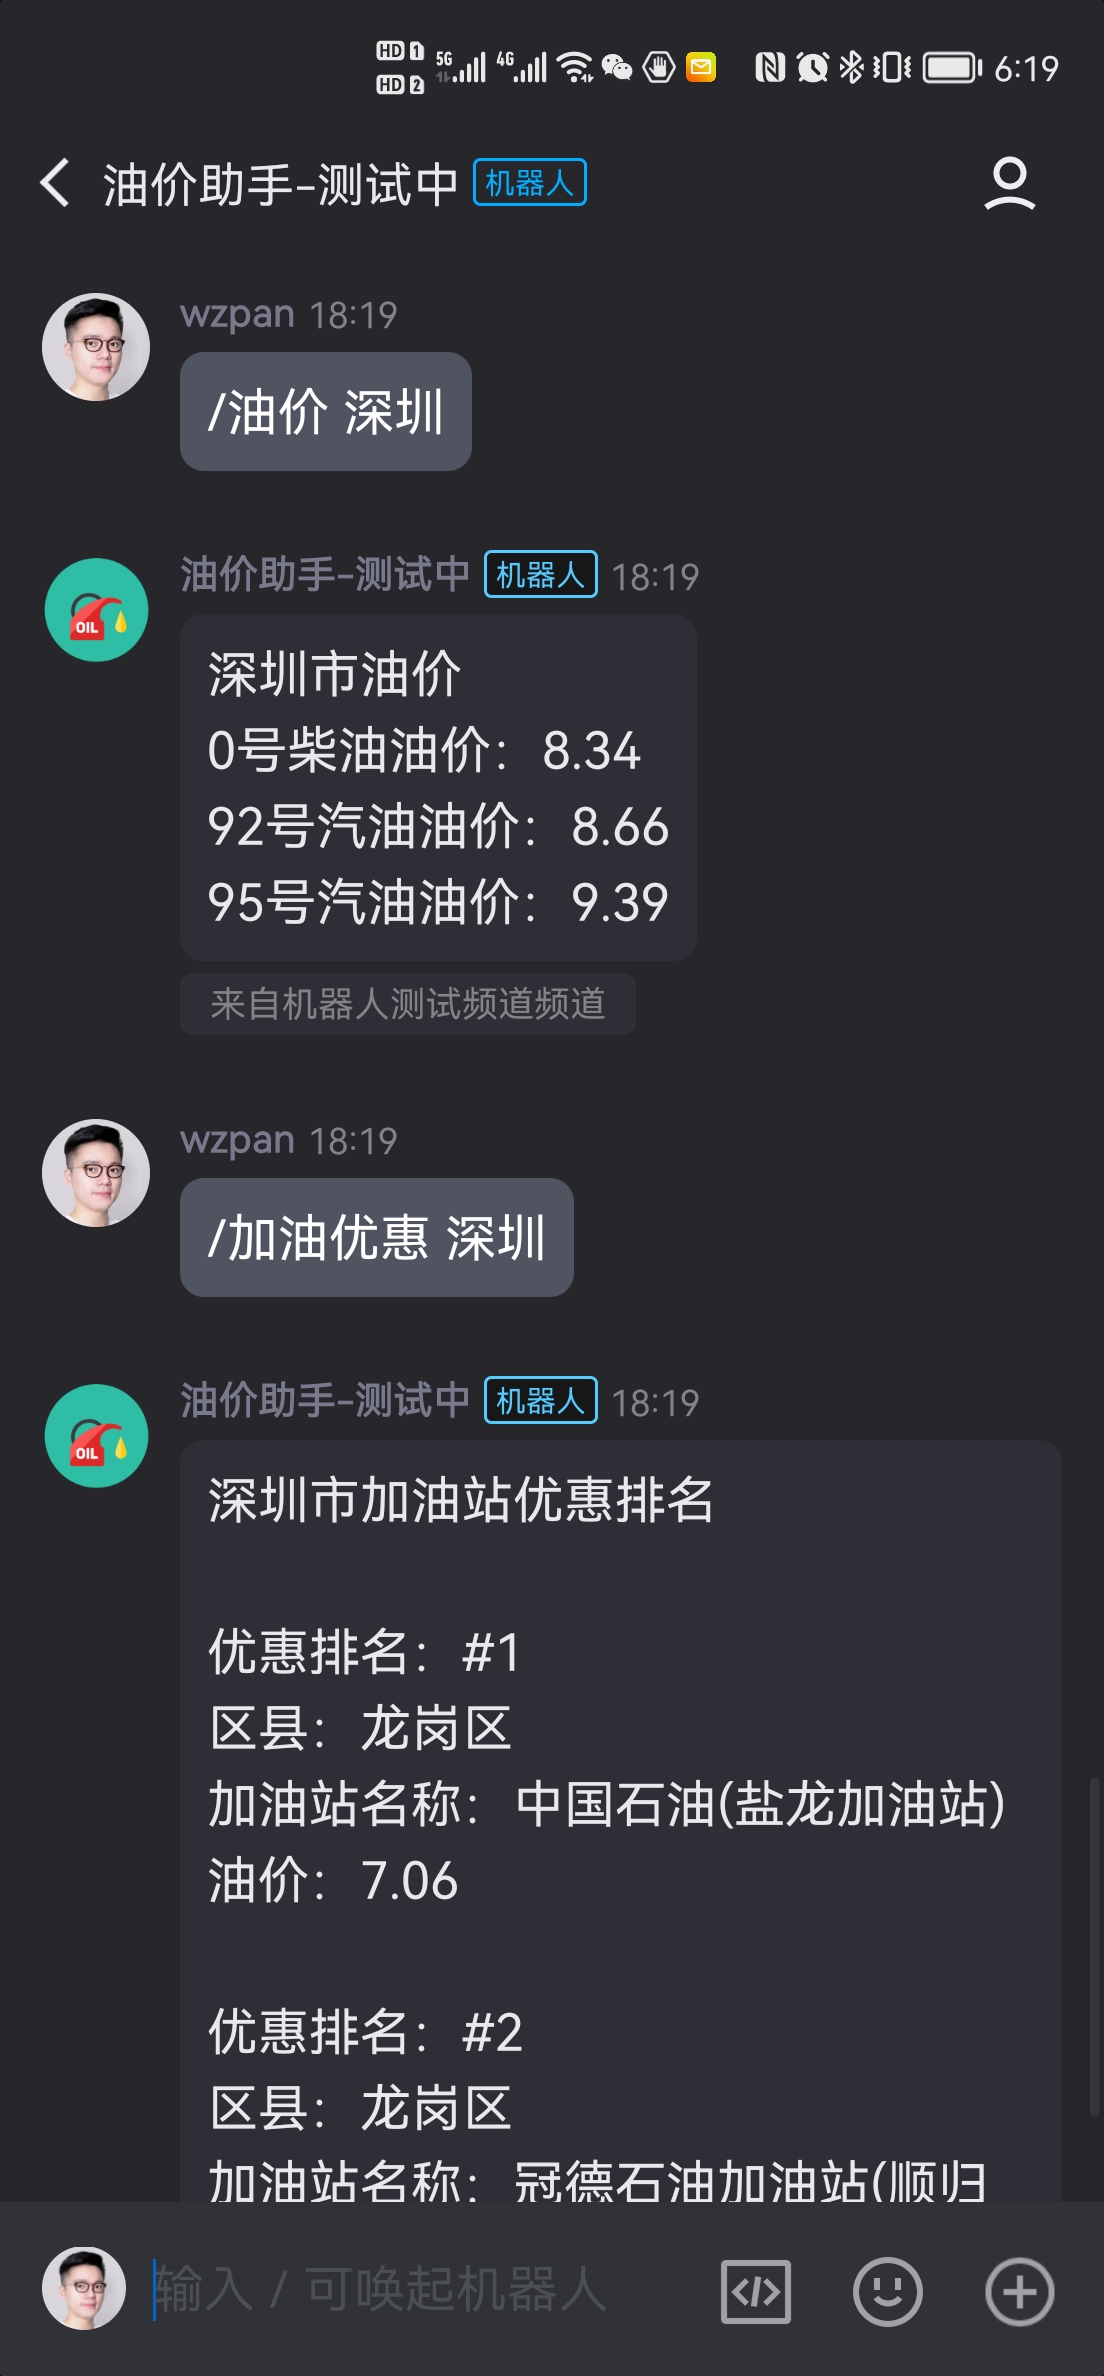 HD 1
HD 2
5G
4G
6:19
油价助手-测试中 机器人
wzpan 18:19
/油价 深圳
油价助手-测试中 机器人 18:19
OIL
深圳市油价
0号柴油油价：8.34
92号汽油油价：8.66
95号汽油油价：9.39
来自机器人测试频道频道
wzpan 18:19
/加油优惠 深圳
油价助手-测试中 机器人 18:19
OIL
深圳市加油站优惠排名
优惠排名：#1
区县：龙岗区
加油站名称：中国石油(盐龙加油站)
油价：7.06
优惠排名：#2
区县：龙岗区
加油站名称：冠德石油加油站(顺归
输入 / 可唤起机器人